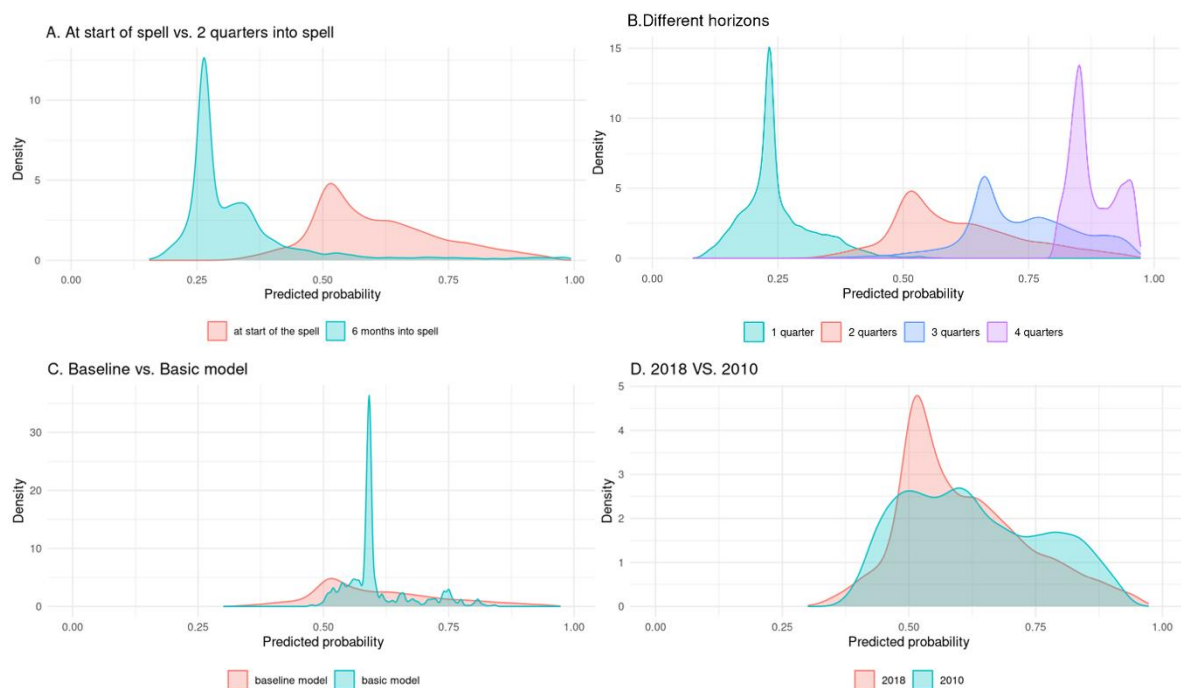 A. At start of spell vs. 2 quarters into spell
10
5
0
Density
0.00 0.25 0.50 0.75 1.00
Predicted probability
at start of the spell 6 months into spell
B.Different horizons
15
10
5
0
Density
0.00 0.25 0.50 0.75 1.00
Predicted probability
1 quarter 2 quarters 3 quarters 4 quarters
C. Baseline vs. Basic model
30
20
10
0
Density
0.00 0.25 0.50 0.75 1.00
Predicted probability
baseline model basic model
D. 2018 VS. 2010
5
4
3
2
1
0
Density
0.00 0.25 0.50 0.75 1.00
Predicted probability
2018 2010